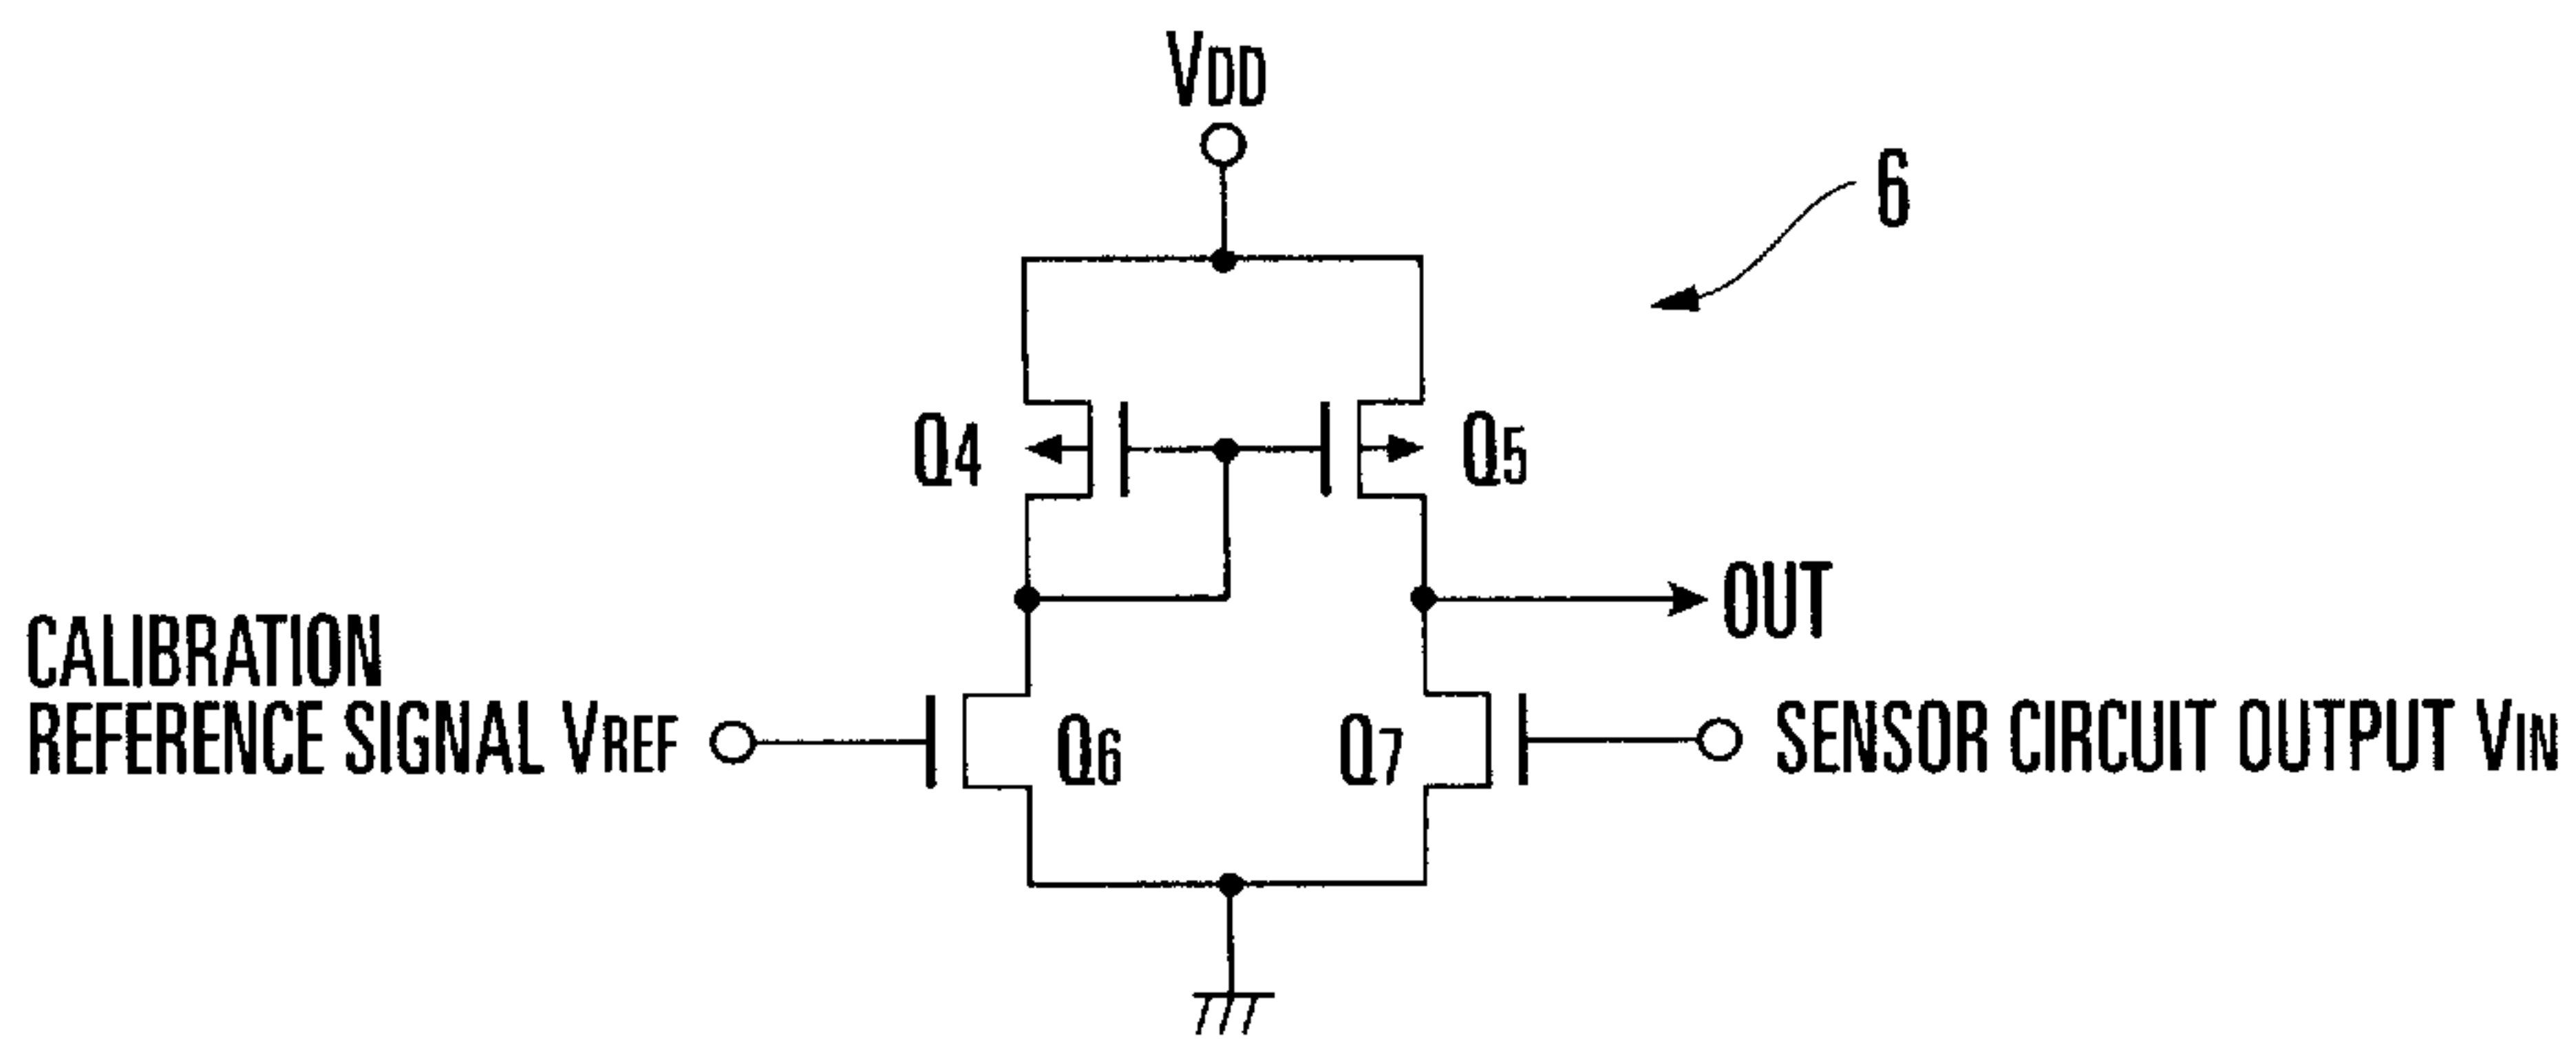 VDD
6
Q4
Q5
OUT
CALIBRATION
REFERENCE SIGNAL VREF
Q6
Q7
SENSOR CIRCUIT OUTPUT VIN